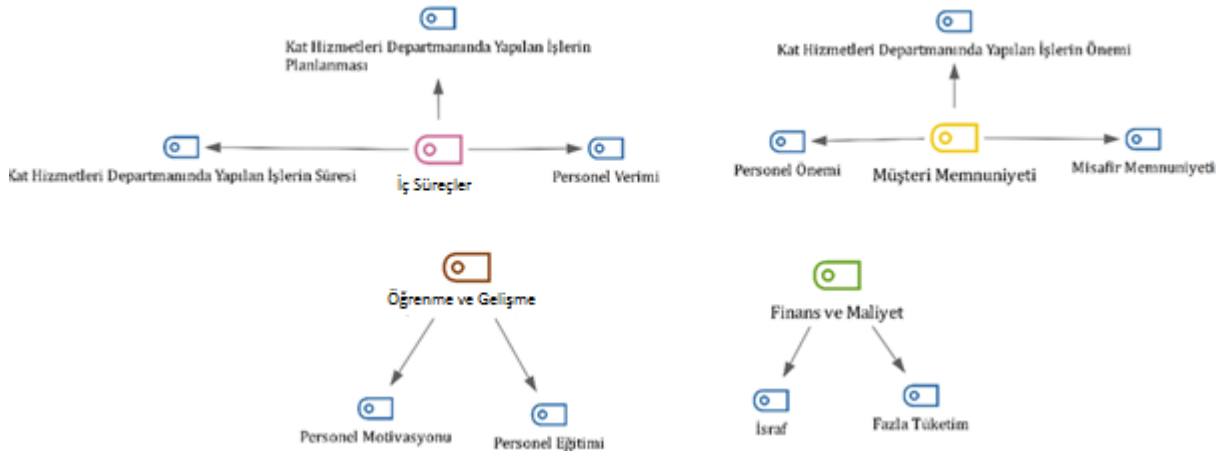 Kat Hizmetleri Departmanında Yapılan İşlerin
Planlanması
Kat Hizmetleri Departmanında Yapılan İşlerin Süresi
İç Süreçler
Personel Verimi
Kat Hizmetleri Departmanında Yapılan İşlerin Önemi
Personel Önemi
Müşteri Memnuniyeti
Misafir Memnuniyeti
Öğrenme ve Gelişme
Personel Motivasyonu
Personel Eğitimi
Finans ve Maliyet
İsraf
Fazla Tüketim